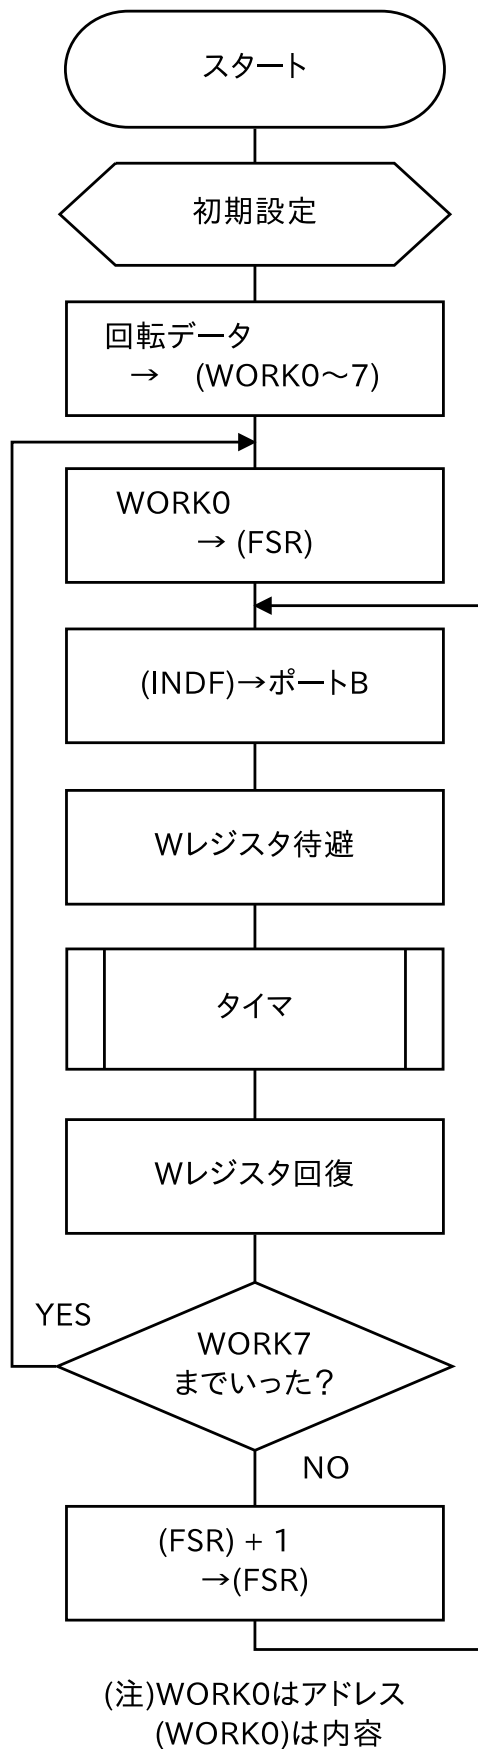 スタート
初期設定
回転データ
→ (WORK0～7)
WORK0
→ (FSR)
(INDF)→ポートB
Wレジスタ待避
タイマ
Wレジスタ回復
YES
WORK7
までいった？
NO
(FSR) + 1
→(FSR)
(注)WORK0はアドレス
(WORK0)は内容